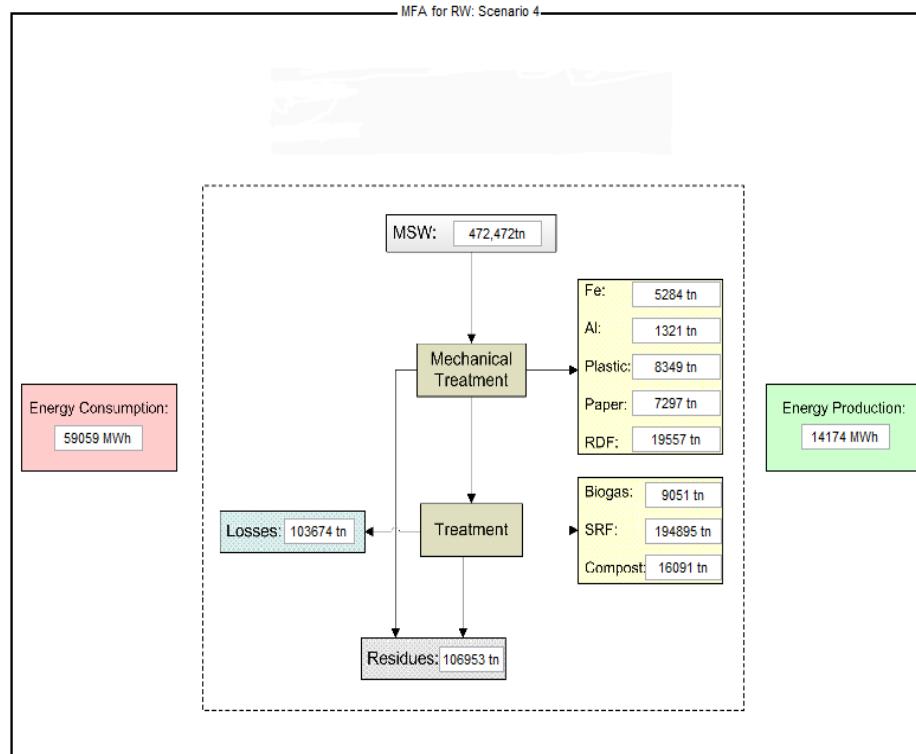 MFA for RW: Scenario 4
MSW: 472,472tn
Fe: 5284 tn
Al: 1321 tn
Mechanical
Treatment
Plastic: 8349 tn
Paper: 7297 tn
RDF: 19557 tn
Energy Consumption:
59059 MWh
Energy Production:
14174 MWh
Biogas: 9051 tn
Losses: 103674 tn
Treatment
SRF: 194895 tn
Compost: 16091 tn
Residues: 106953 tn